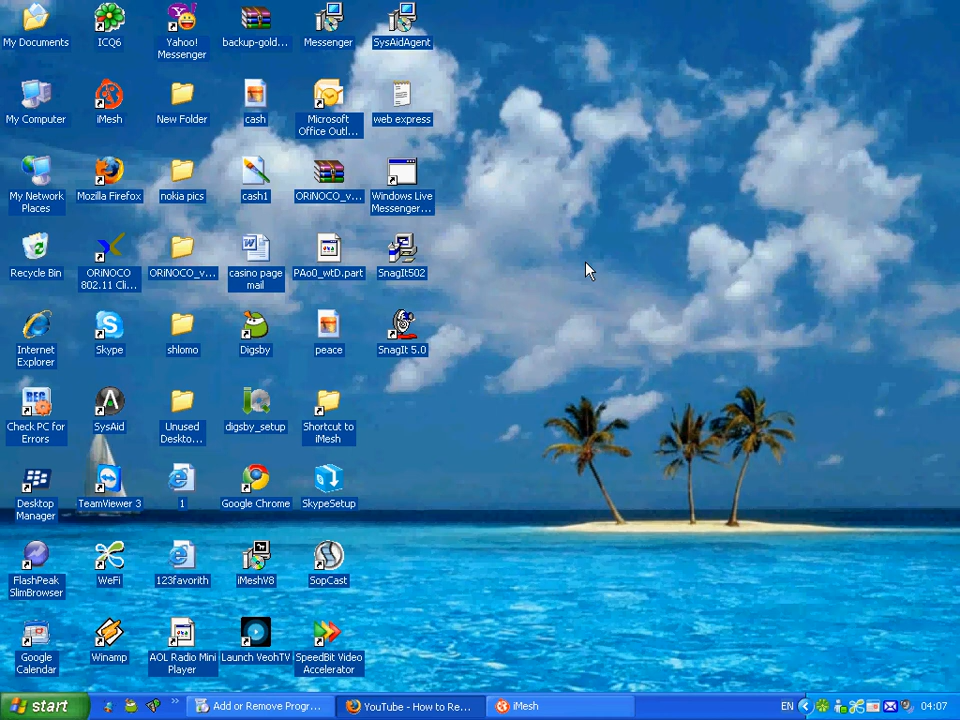 My Documents
ICQ6
Yahoo!
Messenger
backup-gold...
Messenger
SysAidAgent
My Computer
iMesh
New Folder
cash
Microsoft
Office Outl...
web express
My Network
Places
Mozilla Firefox
nokia pics
cash1
ORiNOCO_v...
Windows Live
Messenger...
Recycle Bin
ORiNOCO
802.11 Cli...
ORiNOCO_v...
casino page
mail
PAo0_wtD.part
SnagIt502
Internet
Explorer
Skype
shlomo
Digsby
peace
SnagIt 5.0
REG
Check PC for
Errors
SysAid
Unused
Deskto...
digsby_setup
Shortcut to
iMesh
Desktop
Manager
TeamViewer 3
1
Google Chrome
SkypeSetup
FlashPeak
SlimBrowser
WeFi
123favorith
iMeshV8
SopCast
Google
Calendar
Winamp
AOL Radio Mini
Player
Launch VeohTV
SpeedBit Video
Accelerator
start
Add or Remove Progr...
YouTube - How to Re...
iMesh
EN
04:07